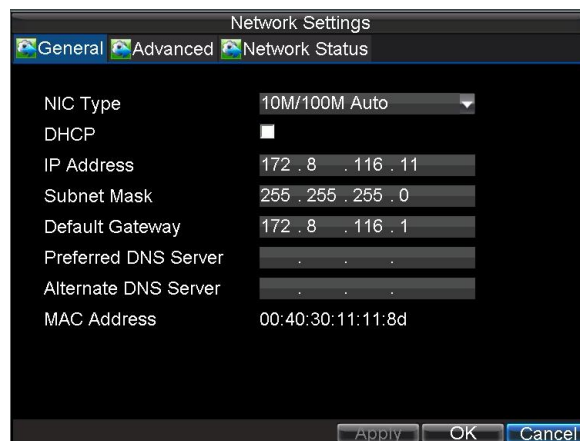 Network Settings
General Advanced Network Status
NIC Type 10M/100M Auto
DHCP
IP Address 172 . 8 . 116 . 11
Subnet Mask 255 . 255 . 255 . 0
Default Gateway 172 . 8 . 116 . 1
Preferred DNS Server . . .
Alternate DNS Server . . .
MAC Address 00:40:30:11:11:8d
Apply OK Cancel